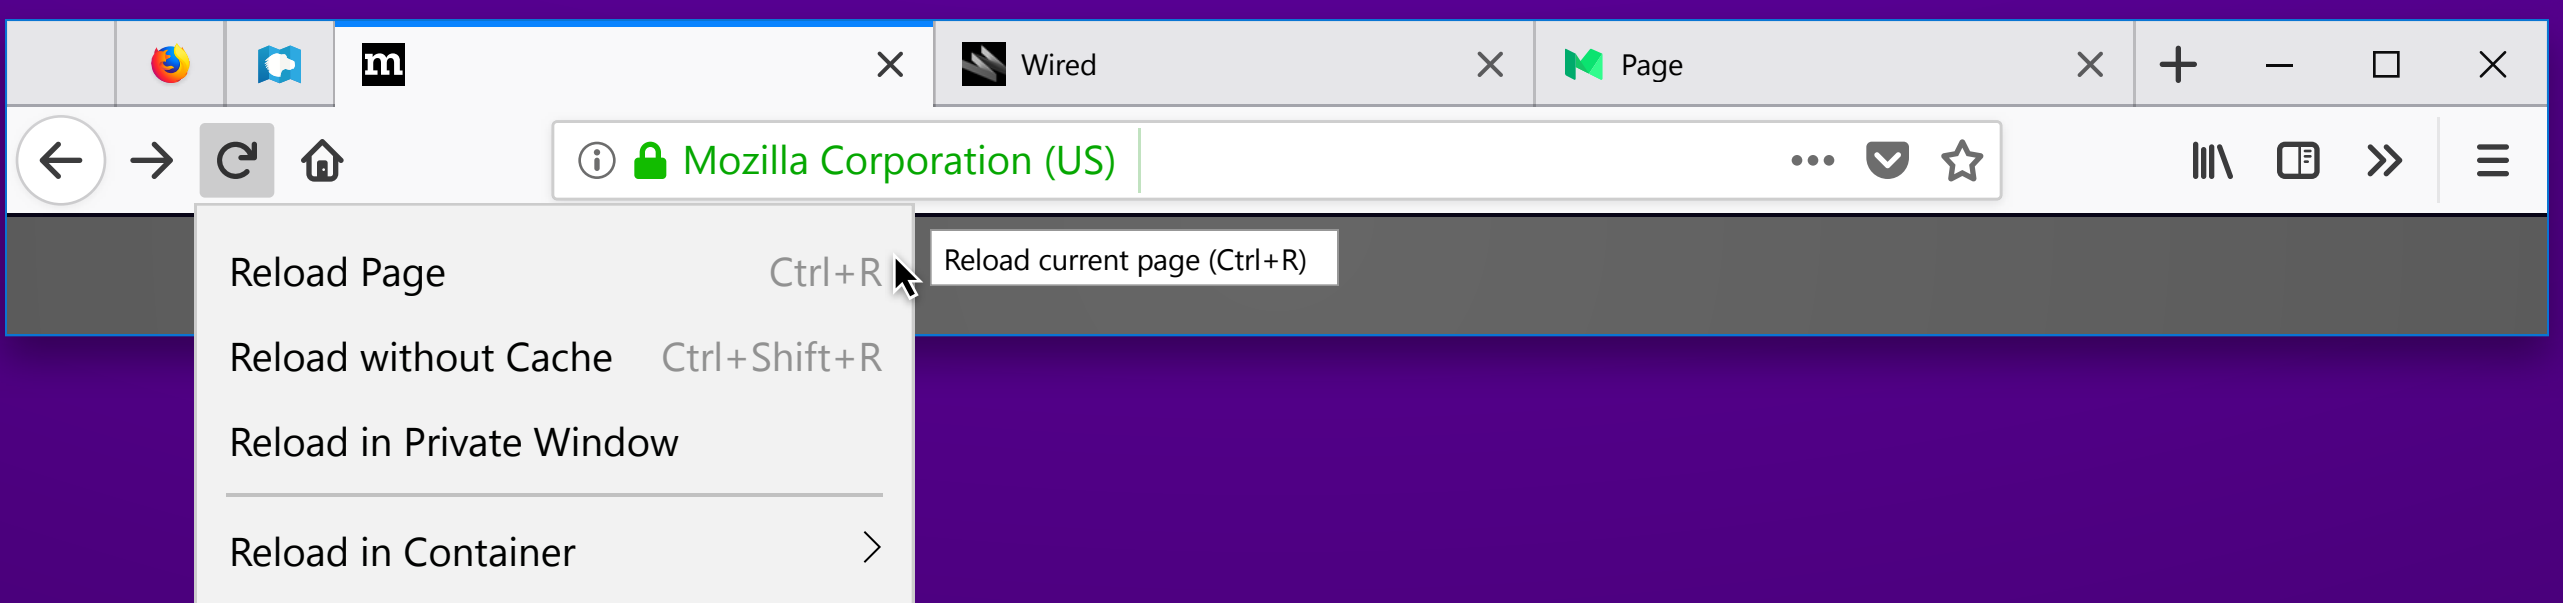 m
Wired
Page
Mozilla Corporation (US)
Reload Page Ctrl+R
Reload current page (Ctrl+R)
Reload without Cache Ctrl+Shift+R
Reload in Private Window
Reload in Container